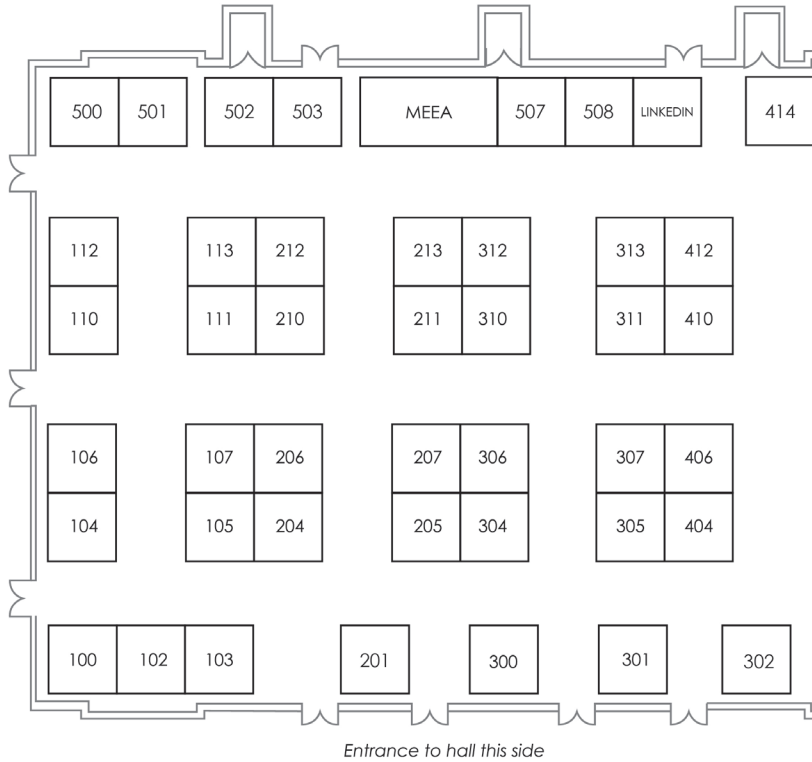 500 501 502 503 MEEA 507 508 LINKEDIN 414
112 113 212 213 312 313 412
110 111 210 211 310 311 410
106 107 206 207 306 307 406
104 105 204 205 304 305 404
100 102 103 201 300 301 302
Entrance to hall this side